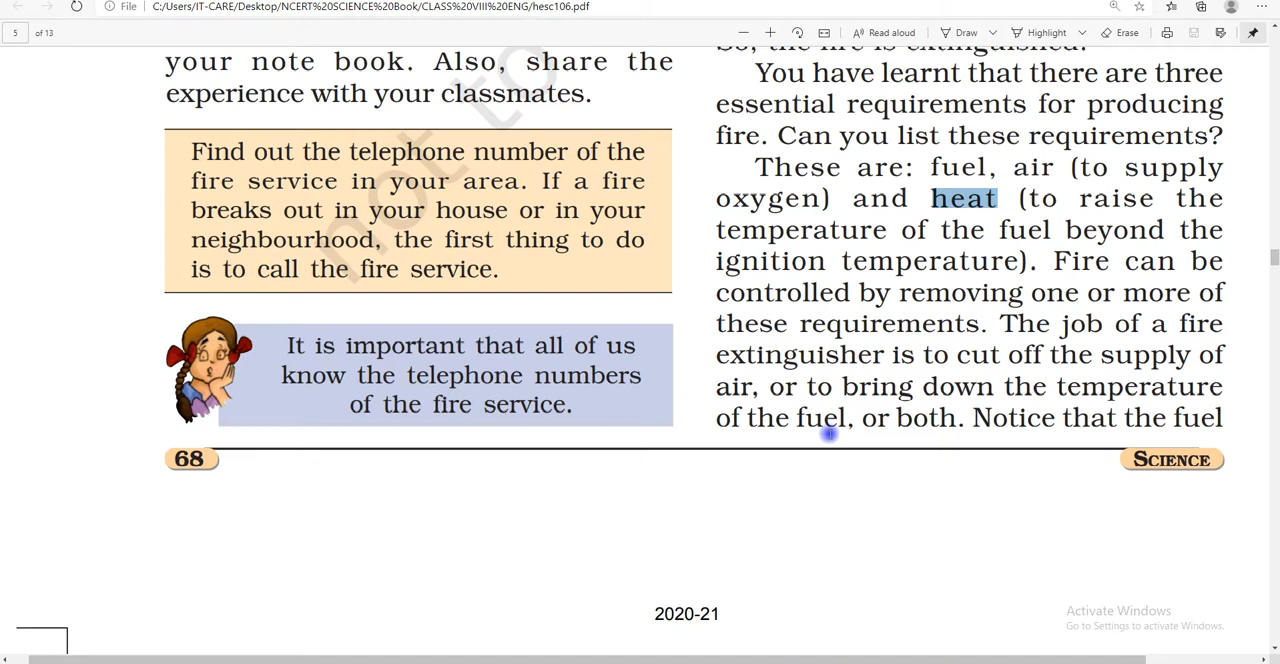 File
C:/Users/IT-CARE/Desktop/NCERT%20SCIENCE%20Book/CLASS%20VIII%20ENG/hesc106.pdf
5 of 13
Read aloud
Draw
Highlight
Erase
your note book. Also, share the
experience with your classmates.
Find out the telephone number of the
fire service in your area. If a fire
breaks out in your house or in your
neighbourhood, the first thing to do
is to call the fire service.
It is important that all of us
know the telephone numbers
of the fire service.
68
So, the fire is extinguished.
You have learnt that there are three
essential requirements for producing
fire. Can you list these requirements?
These are: fuel, air (to supply
oxygen) and heat (to raise the
temperature of the fuel beyond the
ignition temperature). Fire can be
controlled by removing one or more of
these requirements. The job of a fire
extinguisher is to cut off the supply of
air, or to bring down the temperature
of the fuel, or both. Notice that the fuel
SCIENCE
not to
2020-21
Activate Windows
Go to Settings to activate Windows.